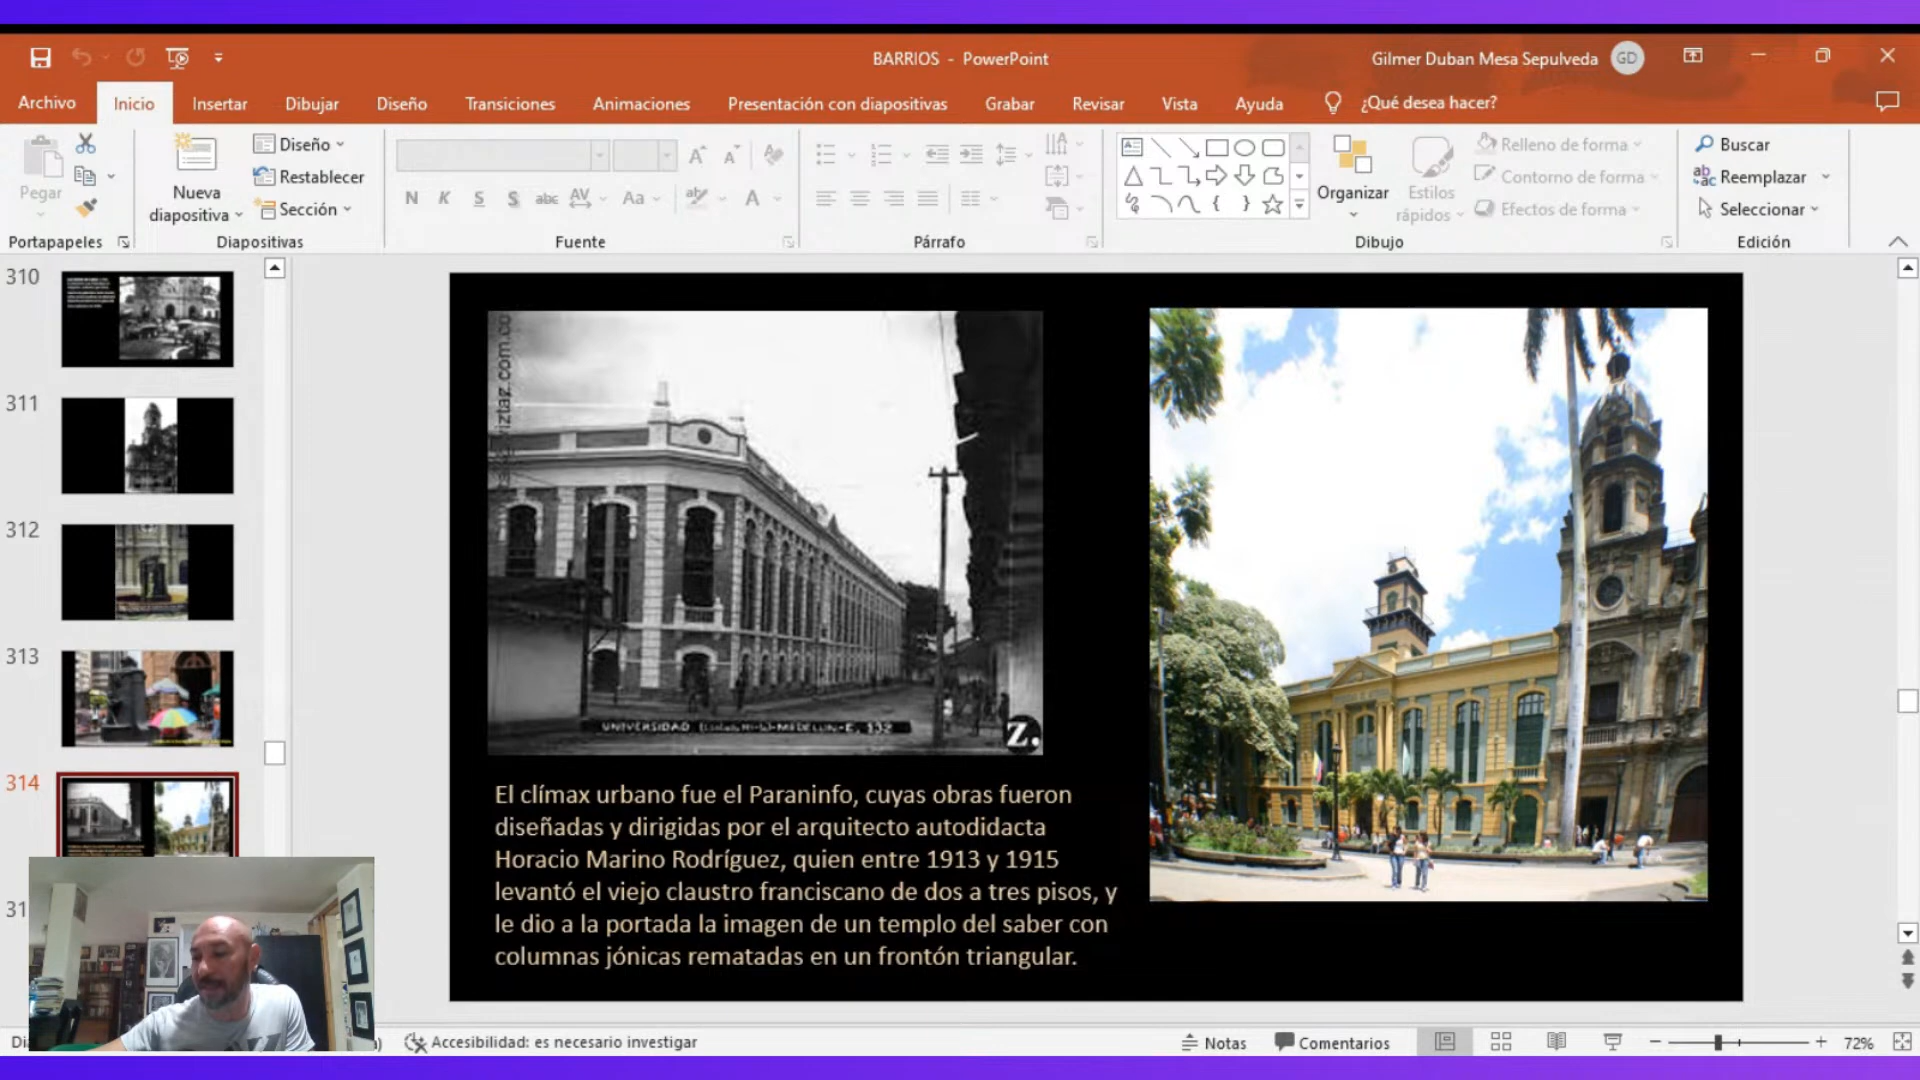 BARRIOS - PowerPoint
Gilmer Duban Mesa Sepulveda
GD
Archivo
Inicio
Insertar
Dibujar
Diseño
Transiciones
Animaciones
Presentación con diapositivas
Grabar
Revisar
Vista
Ayuda
¿Qué desea hacer?
Pegar
Portapapeles
Nueva
diapositiva
Diseño
Restablecer
Sección
Diapositivas
N K S S abc AV Aa A
Fuente
Párrafo
Organizar
Estilos
rápidos
Relleno de forma
Contorno de forma
Efectos de forma
Dibujo
Buscar
Reemplazar
Seleccionar
Edición
310
311
312
313
314
UNIVERSIDAD
Z.
El clímax urbano fue el Paraninfo, cuyas obras fueron
diseñadas y dirigidas por el arquitecto autodidacta
Horacio Marino Rodríguez, quien entre 1913 y 1915
levantó el viejo claustro franciscano de dos a tres pisos, y
le dio a la portada la imagen de un templo del saber con
columnas jónicas rematadas en un frontón triangular.
Accesibilidad: es necesario investigar
Notas
Comentarios
72%